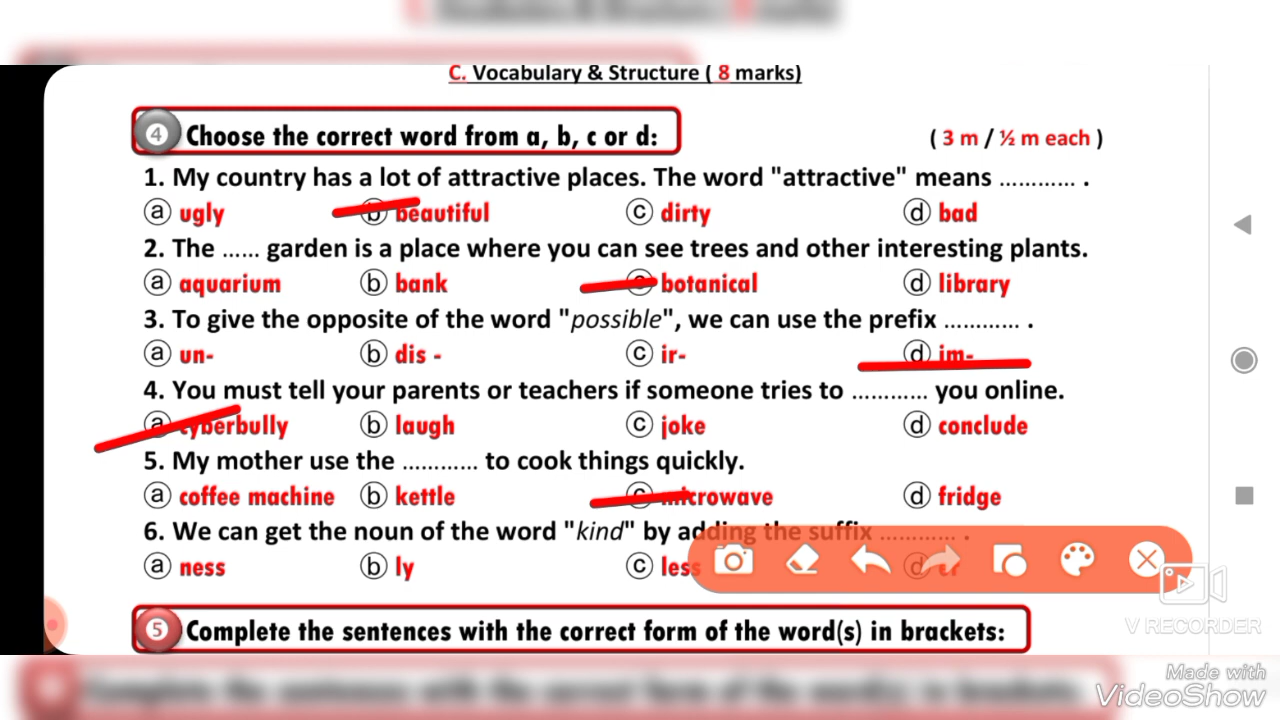 C. Vocabulary & Structure ( 8 marks)
4 Choose the correct word from a, b, c or d: ( 3 m / ½ m each )
1. My country has a lot of attractive places. The word "attractive" means ………… .
ⓐ ugly ⓑ beautiful ⓒ dirty ⓓ bad
2. The …… garden is a place where you can see trees and other interesting plants.
ⓐ aquarium ⓑ bank ⓒ botanical ⓓ library
3. To give the opposite of the word "possible", we can use the prefix ………… .
ⓐ un- ⓑ dis - ⓒ ir- ⓓ im-
4. You must tell your parents or teachers if someone tries to ………… you online.
ⓐ cyberbully ⓑ laugh ⓒ joke ⓓ conclude
5. My mother use the ………… to cook things quickly.
ⓐ coffee machine ⓑ kettle ⓒ microwave ⓓ fridge
6. We can get the noun of the word "kind" by adding the suffix ………… .
ⓐ ness ⓑ ly ⓒ less ⓓ er
5 Complete the sentences with the correct form of the word(s) in brackets:
V RECORDER
Made with
VideoShow